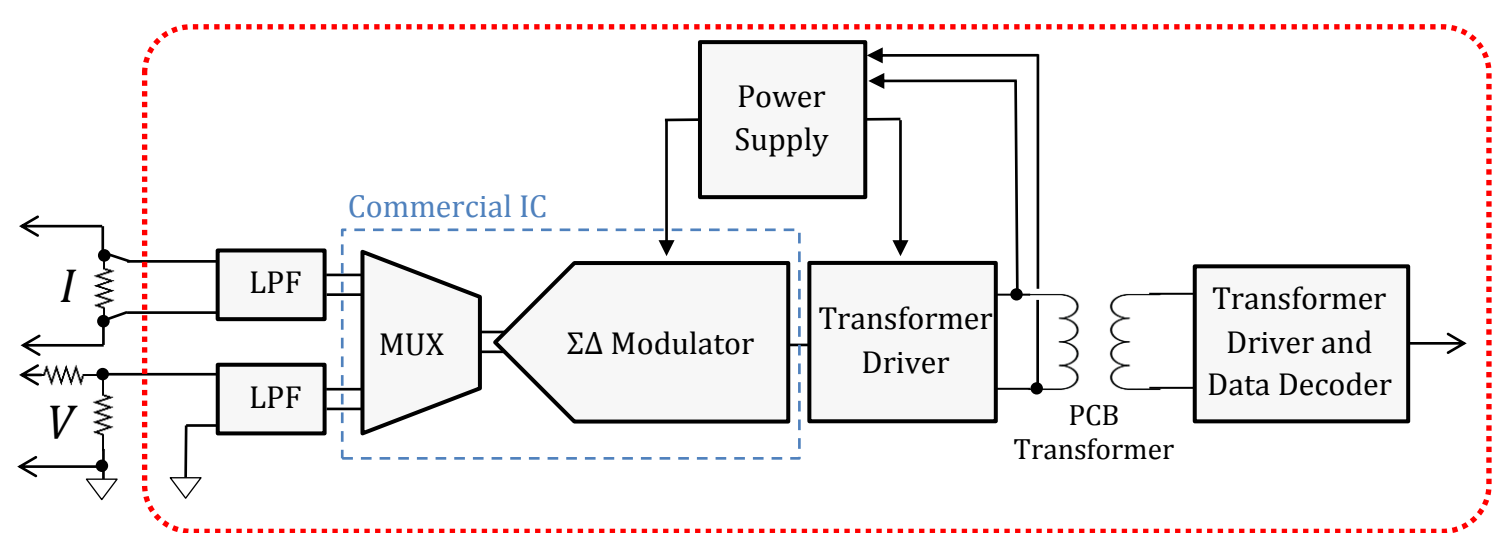 Power
Supply
Commercial IC
I
LPF
MUX
ΣΔ Modulator
Transformer
Driver
Transformer
Driver and
Data Decoder
V
LPF
PCB
Transformer